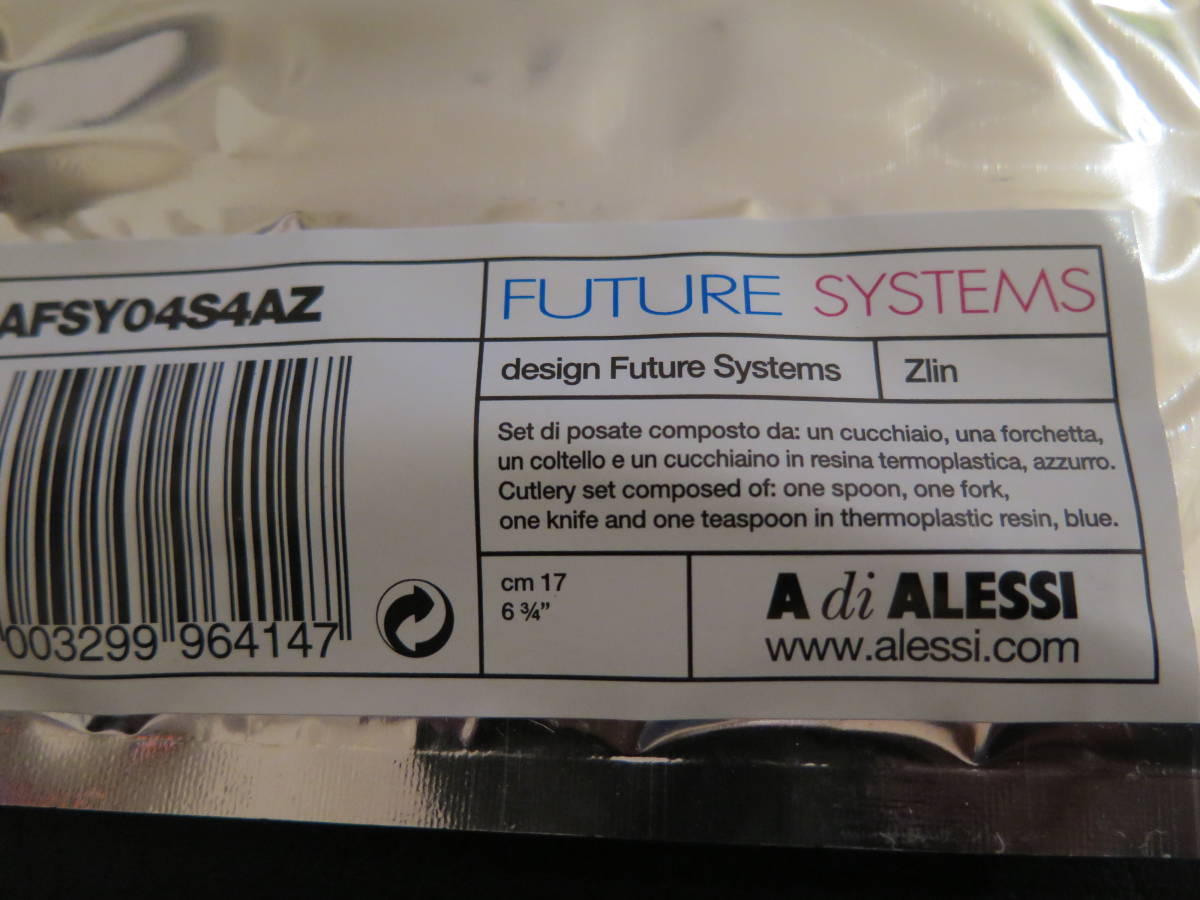 AFSY04S4AZ
003299 964147
FUTURE SYSTEMS
design Future Systems
Zlin
Set di posate composto da: un cucchiaio, una forchetta,
un coltello e un cucchiaino in resina termoplastica, azzurro.
Cutlery set composed of: one spoon, one fork,
one knife and one teaspoon in thermoplastic resin, blue.
cm 17
6 ¾”
A di ALESSI
www.alessi.com